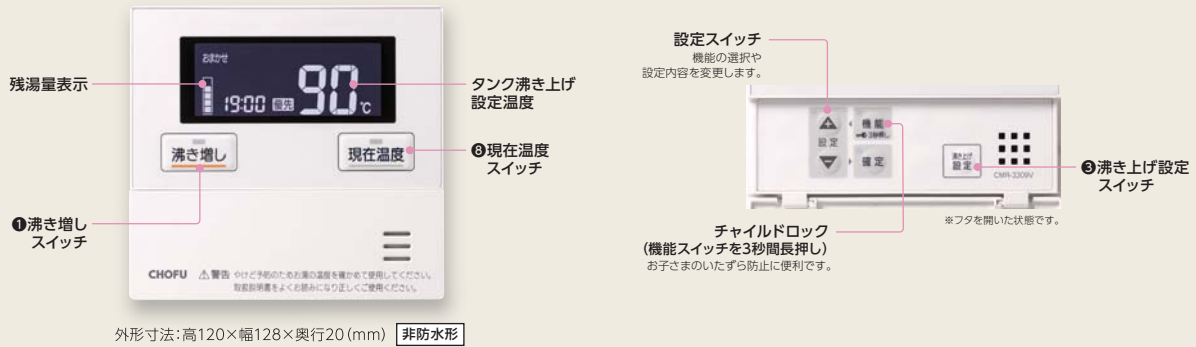 残湯量表示
おまかせ
19:00 優先 90℃
沸き増し
現在温度
タンク沸き上げ
設定温度
❽現在温度
スイッチ
❶沸き増し
スイッチ
CHOFU ⚠警告 やけど予防のためお湯の温度を確かめて使用してください。
取扱説明書をよくお読みになり正しくご使用ください。
外形寸法:高120×幅128×奥行20(mm) 非防水形
設定スイッチ
機能の選択や
設定内容を変更します。
設定
機能
3秒押し
確定
沸き上げ
設定
CMR-3309V
❸沸き上げ設定
スイッチ
※フタを開いた状態です。
チャイルドロック
(機能スイッチを3秒間長押し)
お子さまのいたずら防止に便利です。